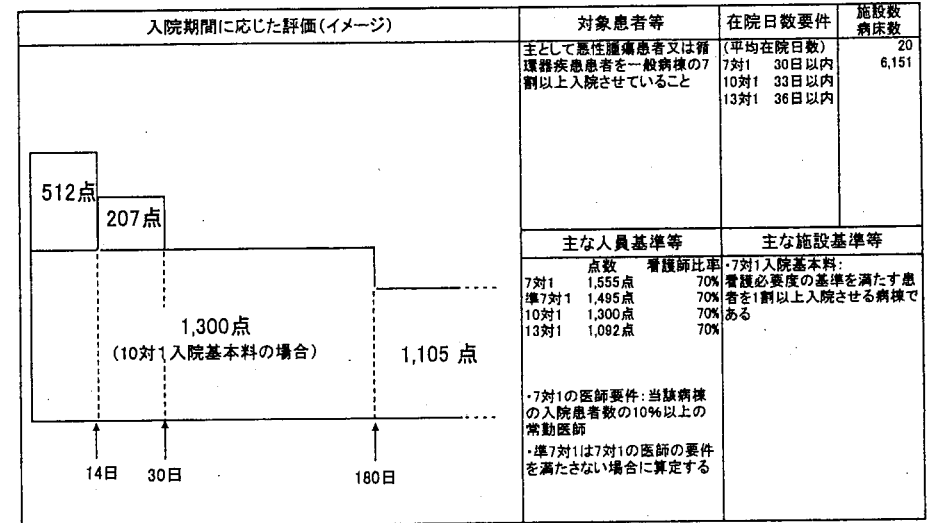 入院期間に応じた評価(イメージ)
512点
207点
1,300点
(10対1入院基本料の場合)
1,105 点
14日
30日
180日
対象患者等
主として悪性腫瘍患者又は循
環器疾患患者を一般病棟の7
割以上入院させていること
在院日数要件
(平均在院日数)
7対1 30日以内
10対1 33日以内
13対1 36日以内
施設数
病床数
20
6,151
主な人員基準等
点数 看護師比率
7対1 1,555点 70%
準7対1 1,495点 70%
10対1 1,300点 70%
13対1 1,092点 70%
・7対1の医師要件:当該病棟
の入院患者数の10%以上の
常勤医師
・準7対1は7対1の医師の要件
を満たさない場合に算定する
主な施設基準等
・7対1入院基本料:
看護必要度の基準を満たす患
者を1割以上入院させる病棟で
ある